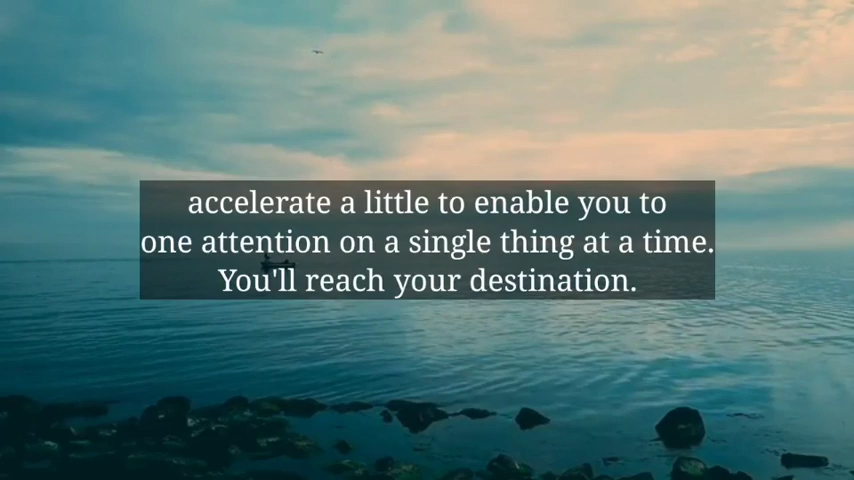 accelerate a little to enable you to
one attention on a single thing at a time.
You'll reach your destination.